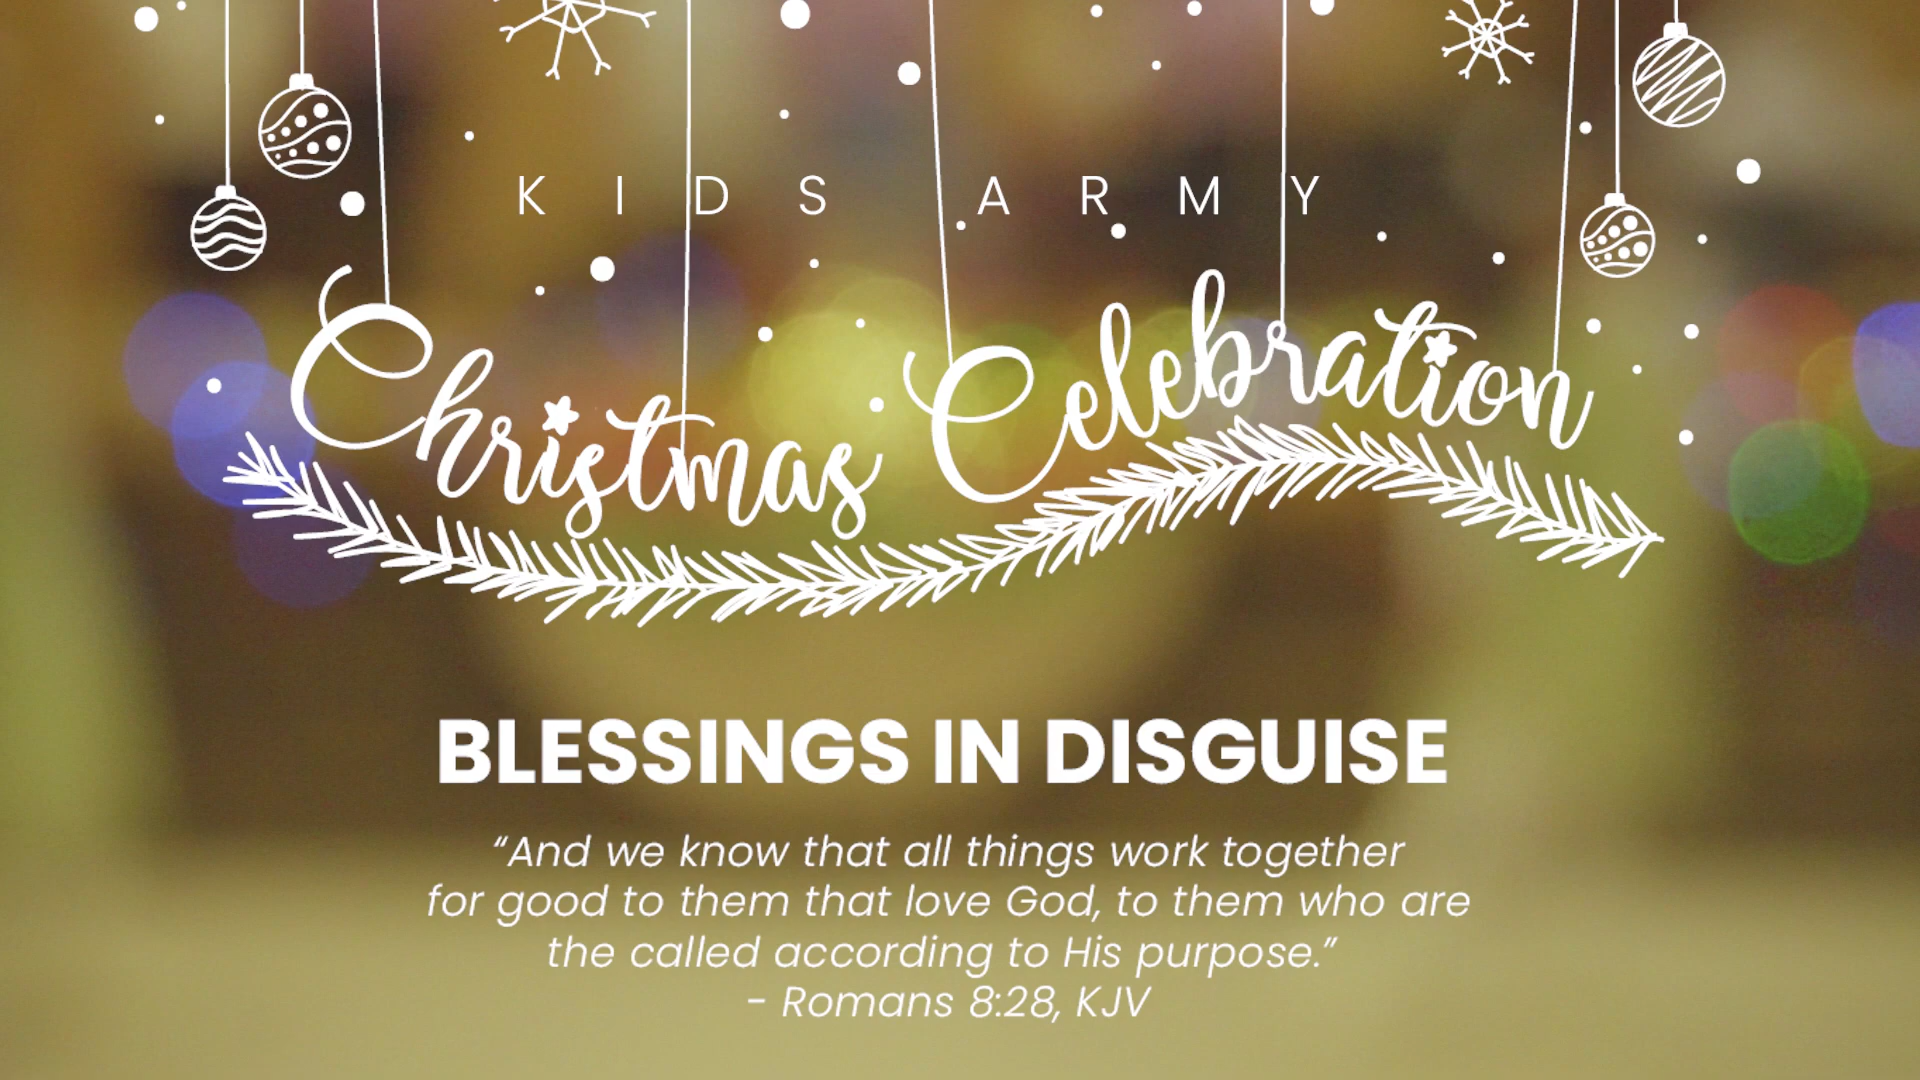 KIDS ARMY
Christmas Celebration
BLESSINGS IN DISGUISE
“And we know that all things work together
for good to them that love God, to them who are
the called according to His purpose.”
- Romans 8:28, KJV